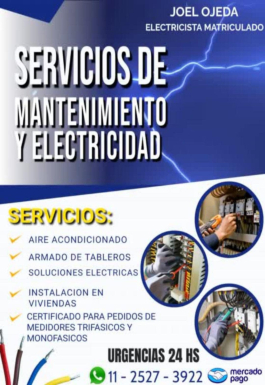 JOEL OJEDA
ELECTRICISTA MATRICULADO
SERVICIOS DE
MANTENIMIENTO
Y ELECTRICIDAD
SERVICIOS:
AIRE ACONDICIONADO
ARMADO DE TABLEROS
SOLUCIONES ELECTRICAS
INSTALACION EN
VIVIENDAS
CERTIFICADO PARA PEDIDOS DE
MEDIDORES TRIFASICOS Y
MONOFASICOS
URGENCIAS 24 HS
11 - 2527 - 3922
mercado
pago